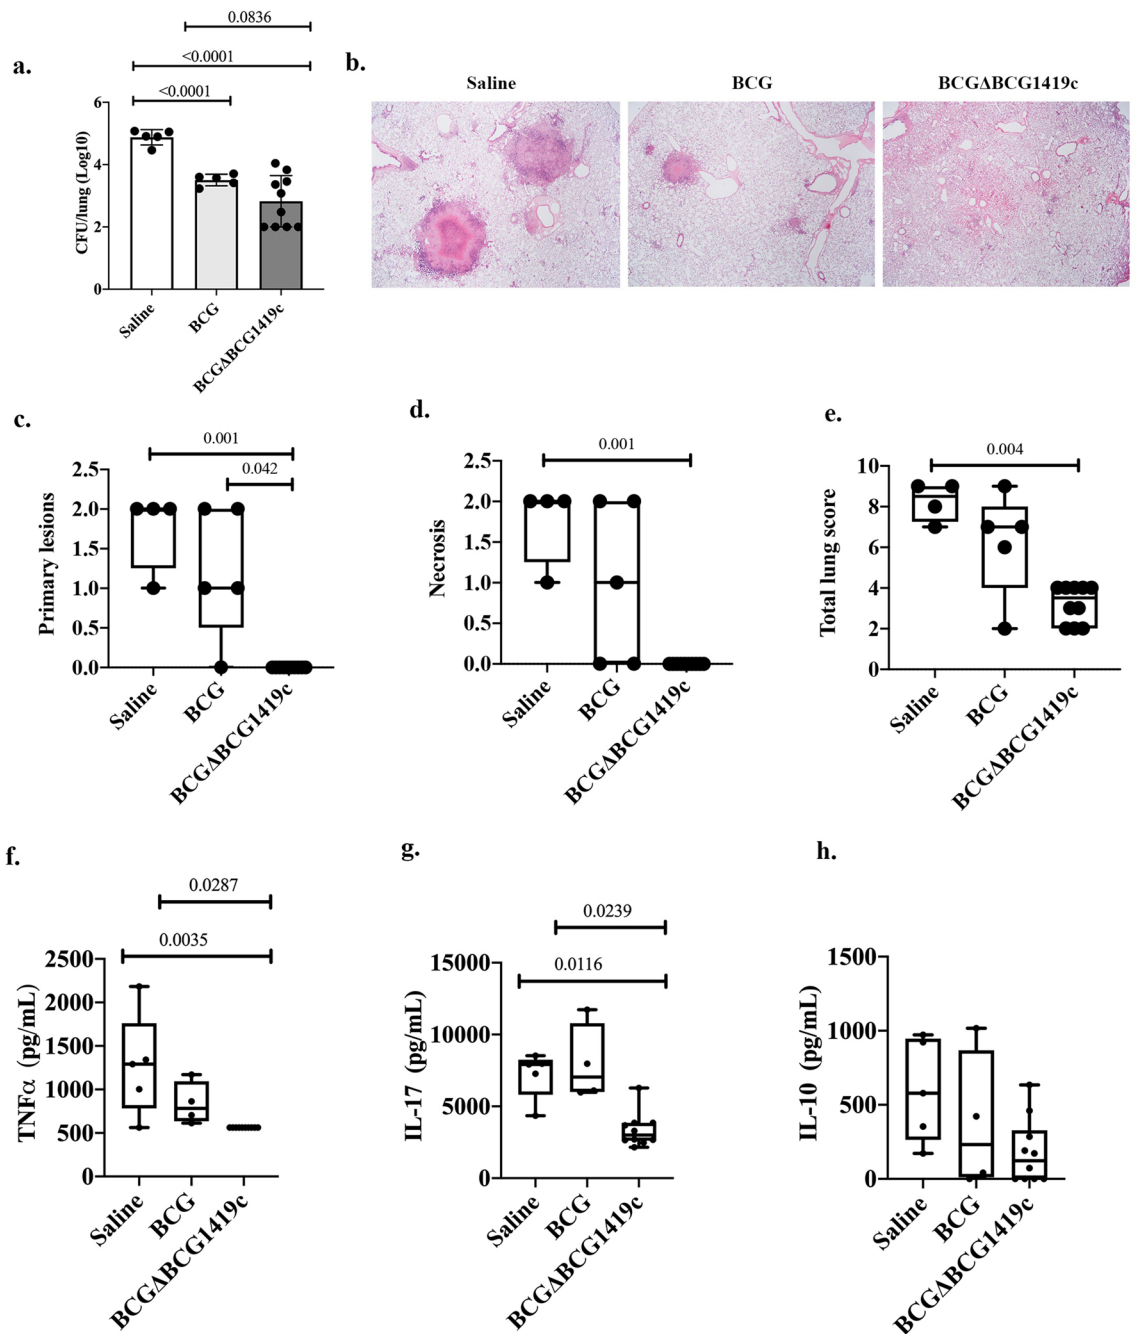 0.0836
a.
<0.0001
<0.0001
CFU/lung (Log10)
6
4
2
0
Saline
BCG
BCGΔBCG1419c
b.
Saline
BCG
BCGΔBCG1419c
c.
0.001
0.042
Primary lesions
2.5
2.0
1.5
1.0
0.5
0.0
Saline
BCG
BCGΔBCG1419c
d.
0.001
Necrosis
2.5
2.0
1.5
1.0
0.5
0.0
Saline
BCG
BCGΔBCG1419c
e.
0.004
Total lung score
10
8
6
4
2
0
Saline
BCG
BCGΔBCG1419c
f.
0.0287
0.0035
TNFα (pg/mL)
2500
2000
1500
1000
500
0
Saline
BCG
BCGΔBCG1419c
g.
0.0239
0.0116
IL-17 (pg/mL)
15000
10000
5000
0
Saline
BCG
BCGΔBCG1419c
h.
IL-10 (pg/mL)
1500
1000
500
0
Saline
BCG
BCGΔBCG1419c